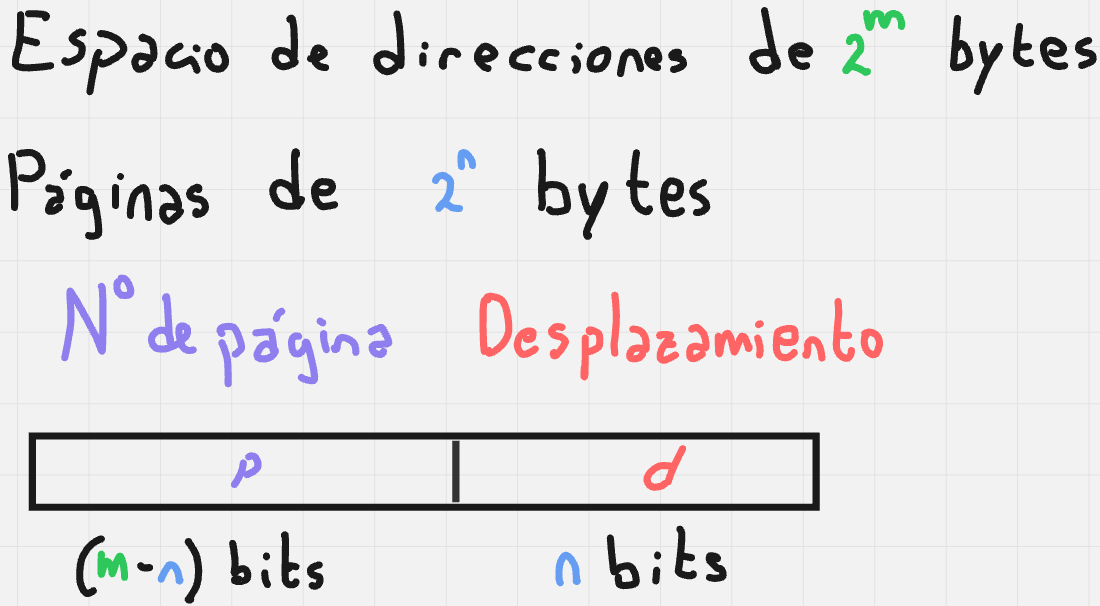 Espacio de direcciones de 2^m bytes
Páginas de 2^n bytes
Nº de página Desplazamiento
p d
(m-n) bits n bits